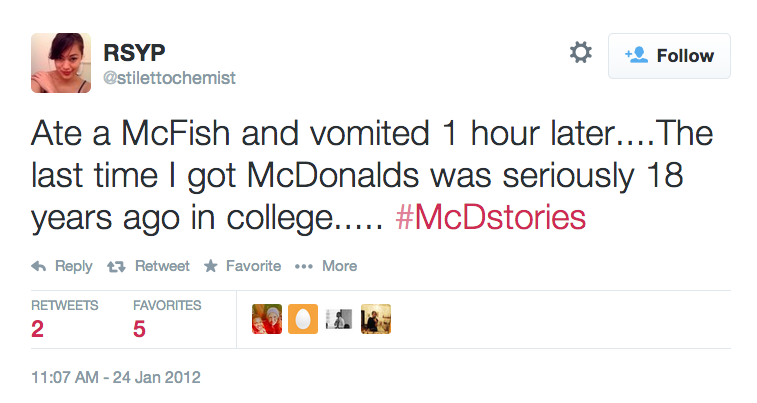 RSYP
@stilettochemist
Follow
Ate a McFish and vomited 1 hour later....The
last time I got McDonalds was seriously 18
years ago in college..... #McDstories
Reply Retweet Favorite More
RETWEETS FAVORITES
2 5
11:07 AM - 24 Jan 2012